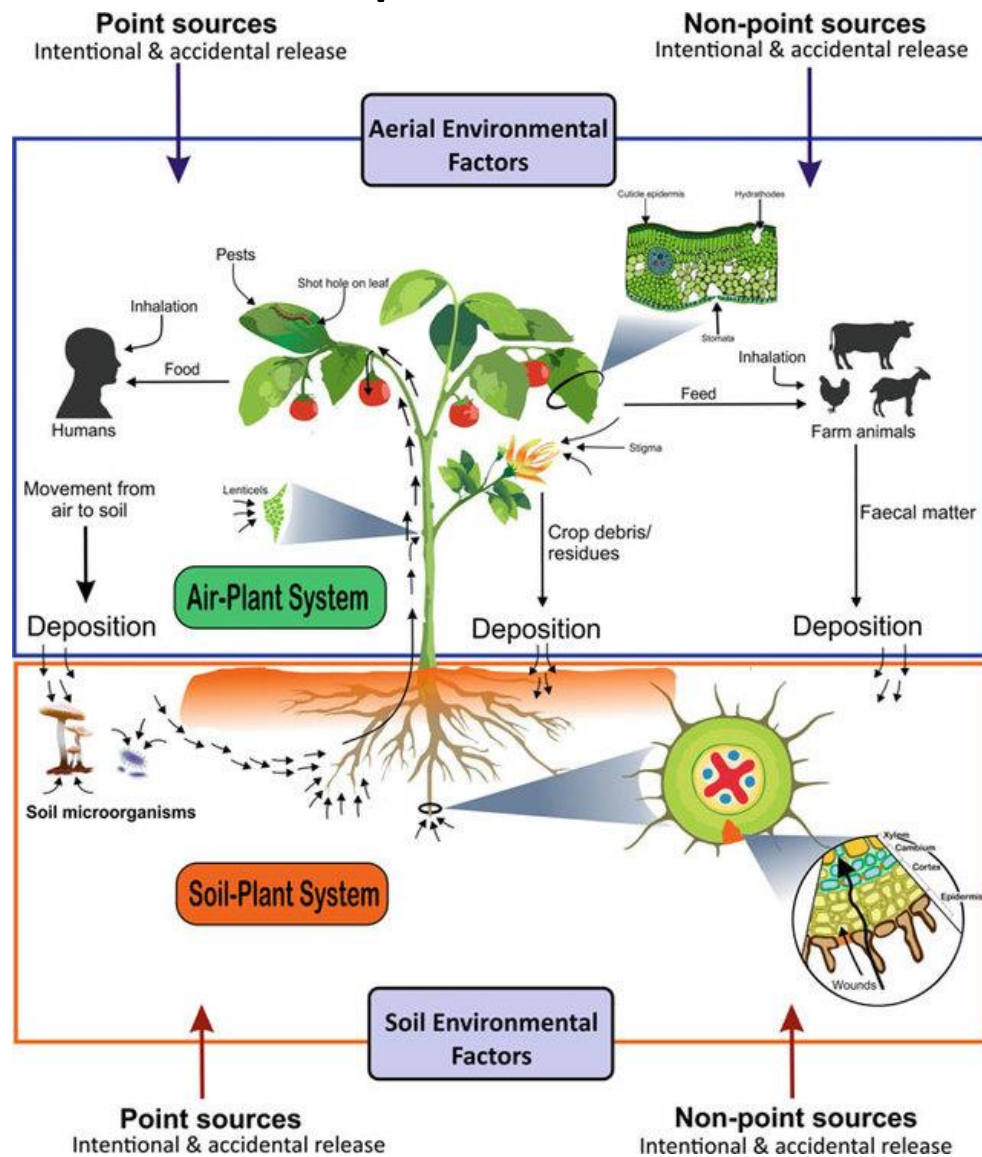 Point sources
Intentional & accidental release
Non-point sources
Intentional & accidental release
Aerial Environmental
Factors
Cuticle epidermis
Hydrathodes
Pests
Shot hole on leaf
Inhalation
Stomata
Inhalation
Food
Feed
Humans
Farm animals
Stigma
Movement from
air to soil
Lenticels
Crop debris/
residues
Faecal matter
Air-Plant System
Deposition
Deposition
Deposition
Soil microorganisms
Xylem
Cambium
Cortex
Epidermis
Soil-Plant System
Wounds
Soil Environmental
Factors
Point sources
Intentional & accidental release
Non-point sources
Intentional & accidental release